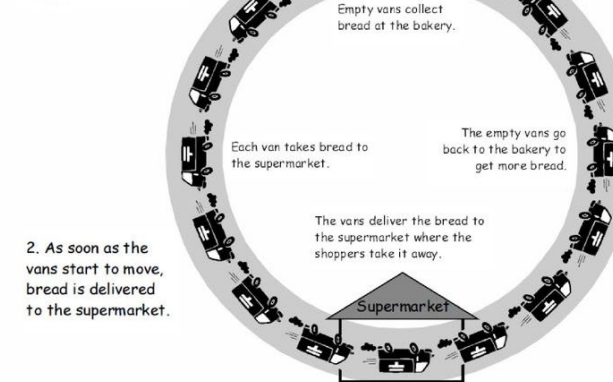 Empty vans collect
bread at the bakery.
Each van takes bread to
the supermarket.
The empty vans go
back to the bakery to
get more bread.
The vans deliver the bread to
the supermarket where the
shoppers take it away.
2. As soon as the
vans start to move,
bread is delivered
to the supermarket.
Supermarket